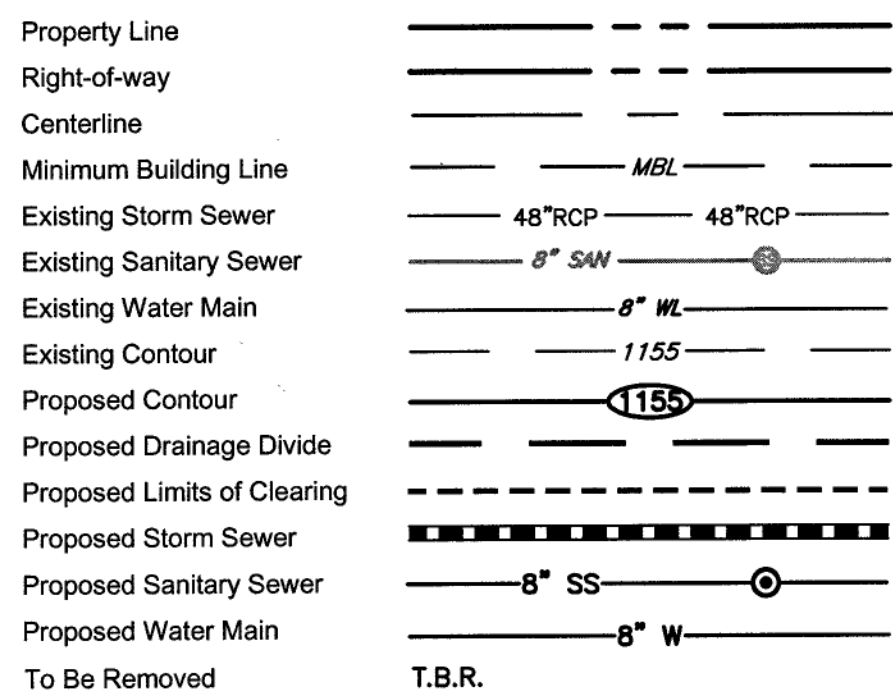 Property Line
Right-of-way
Centerline
Minimum Building Line MBL
Existing Storm Sewer 48"RCP 48"RCP
Existing Sanitary Sewer 8" SAN SS
Existing Water Main 8" WL
Existing Contour 1155
Proposed Contour 1155
Proposed Drainage Divide
Proposed Limits of Clearing
Proposed Storm Sewer
Proposed Sanitary Sewer 8" SS
Proposed Water Main 8" W
To Be Removed T.B.R.